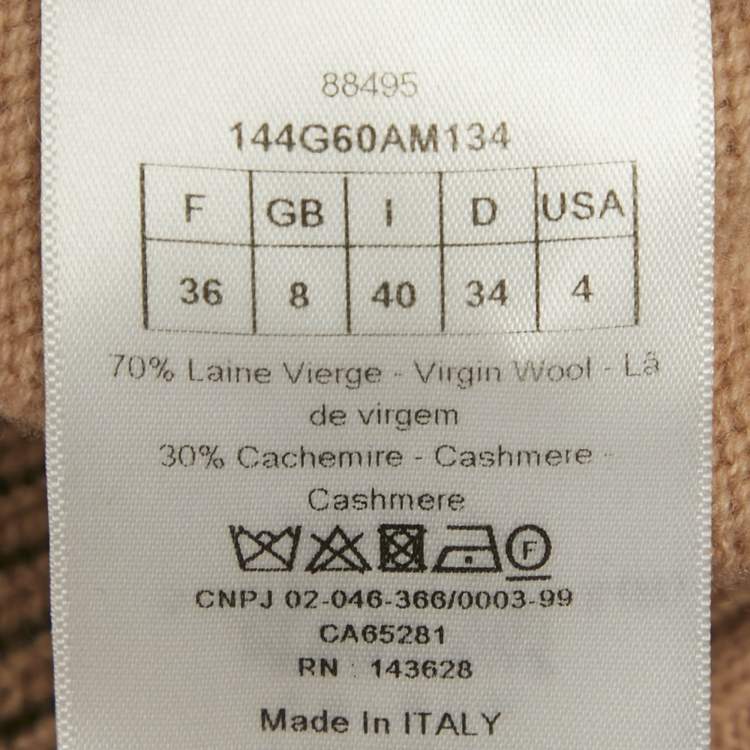 88495
144G60AM134
F GB I D USA
36 8 40 34 4
70% Laine Vierge - Virgin Wool - Lã
de virgem
30% Cachemire - Cashmere -
Cashmere
F
CNPJ 02-046-366/0003-99
CA65281
RN : 143628
Made In ITALY